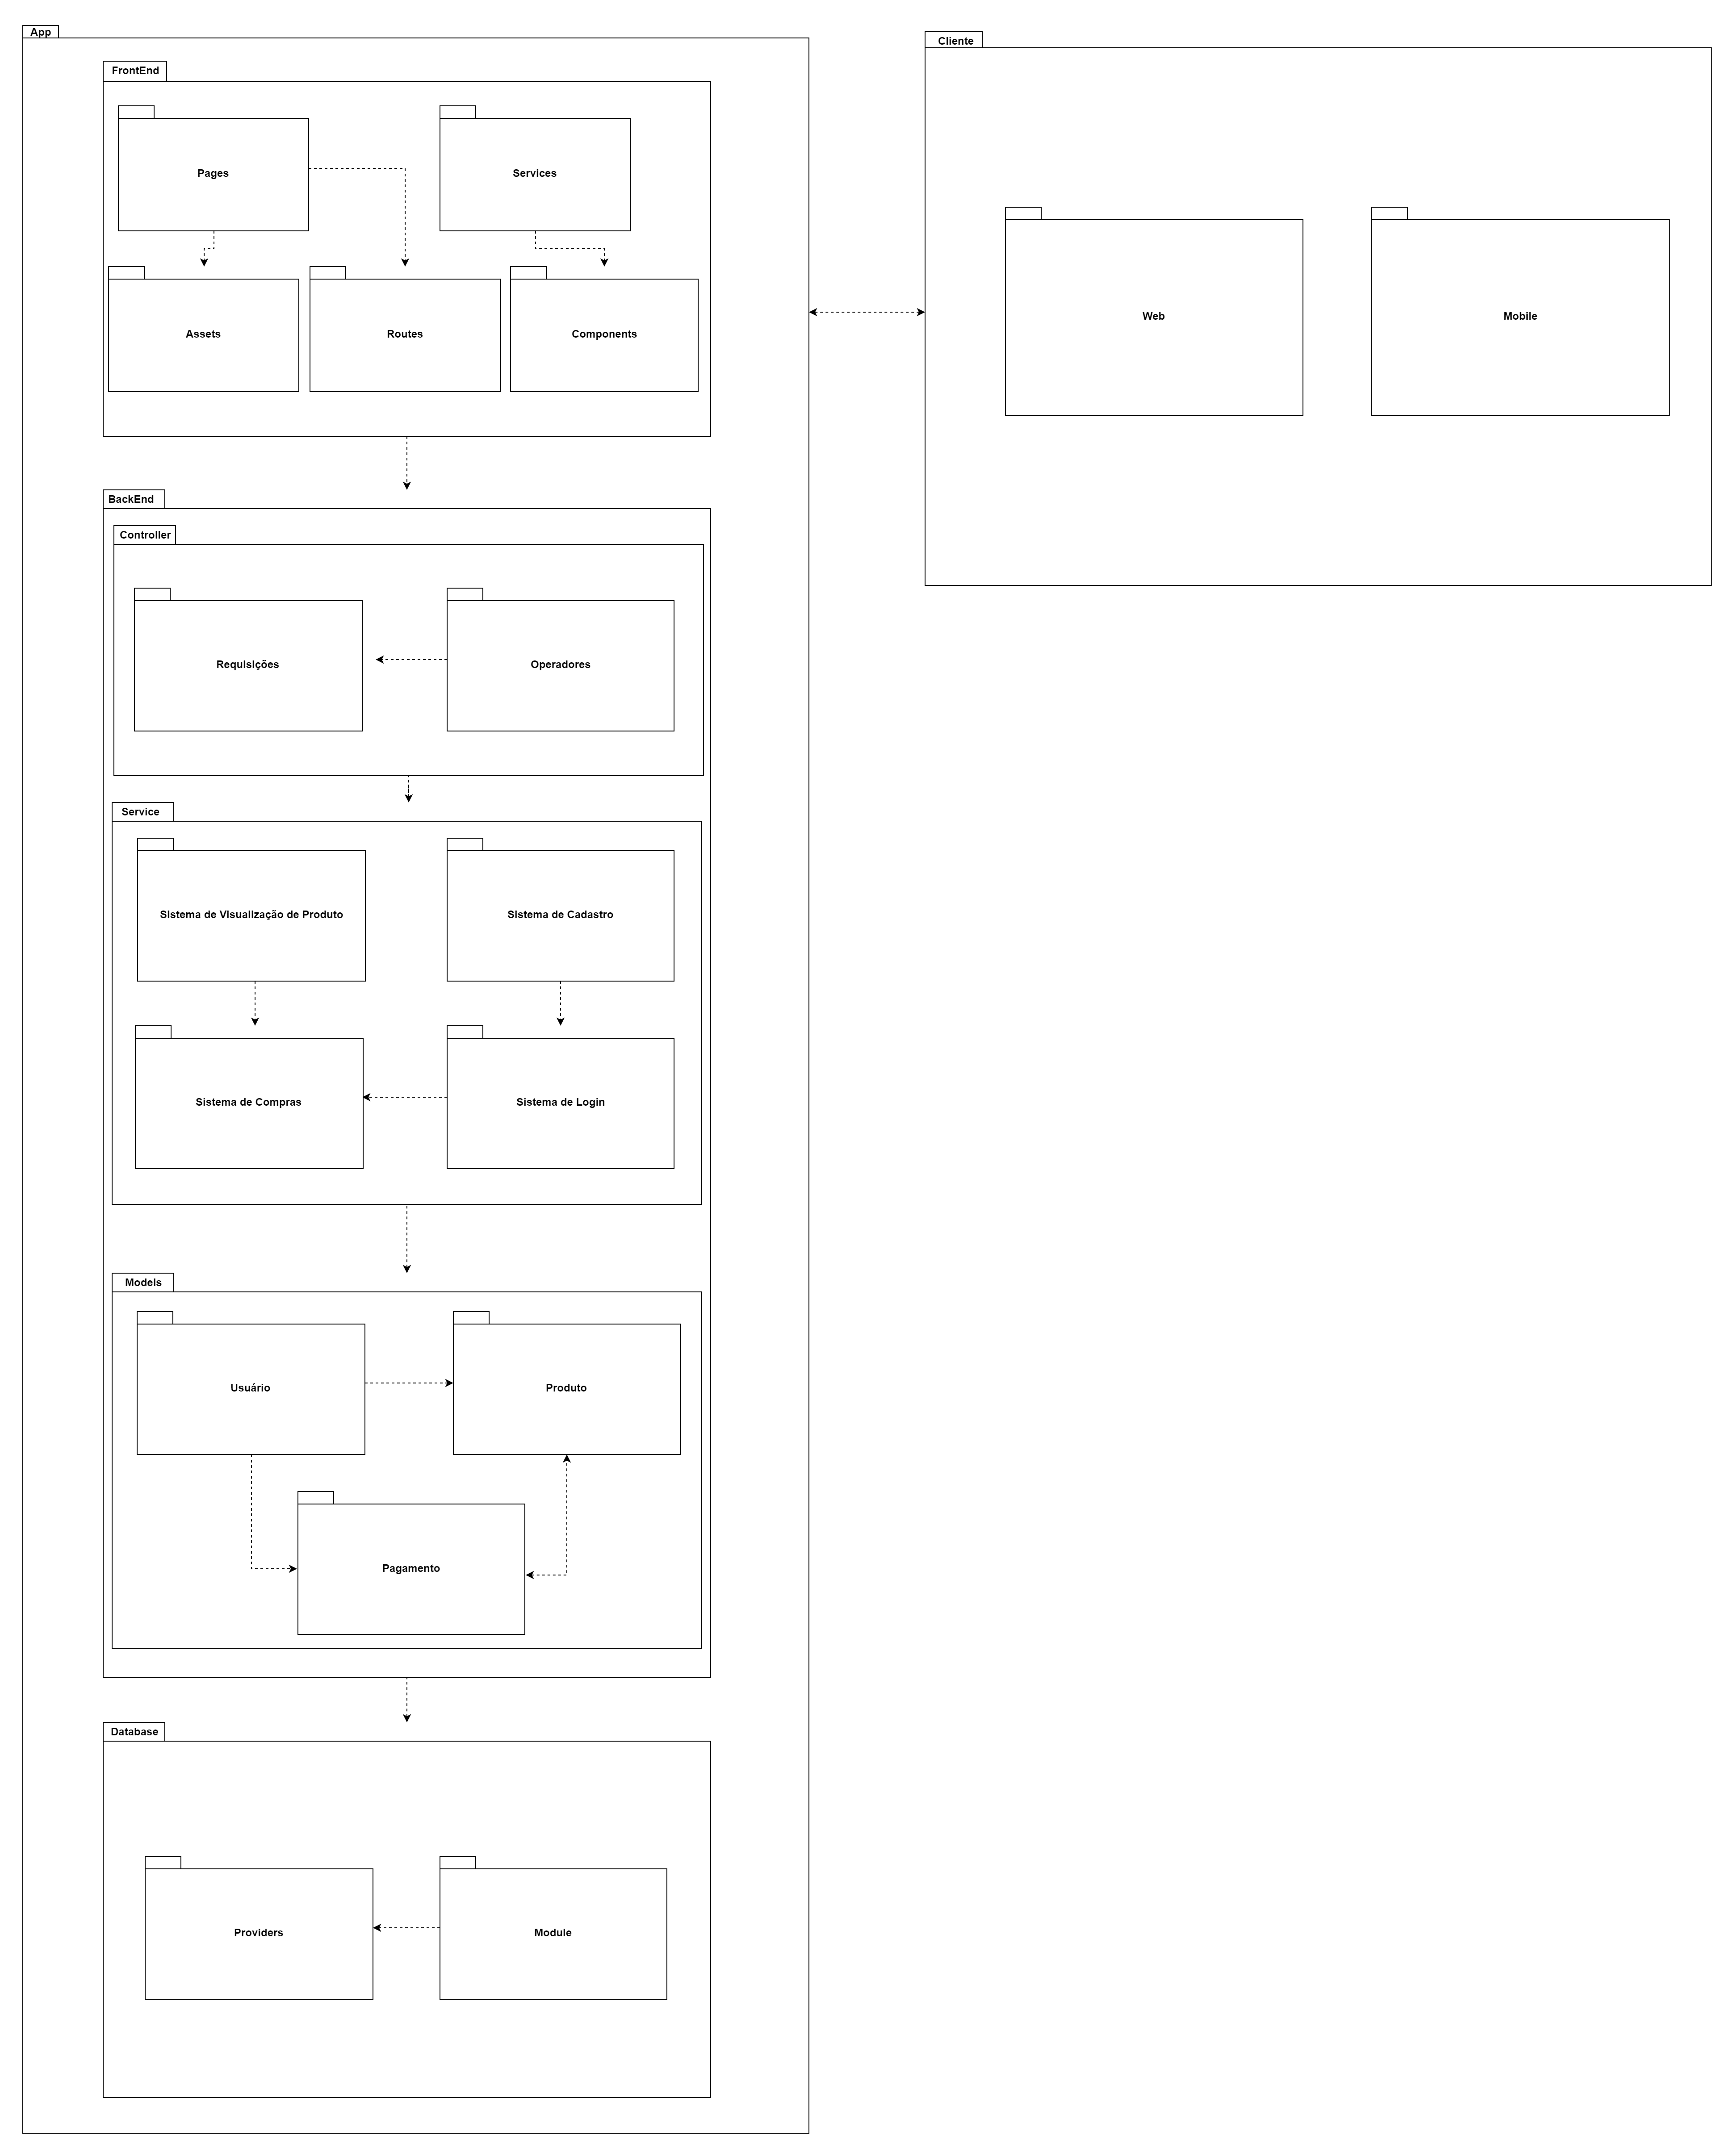 App
Cliente
FrontEnd
Pages
Services
Assets
Routes
Components
Web
Mobile
BackEnd
Controller
Requisições
Operadores
Service
Sistema de Visualização de Produto
Sistema de Cadastro
Sistema de Compras
Sistema de Login
Models
Usuário
Produto
Pagamento
Database
Providers
Module